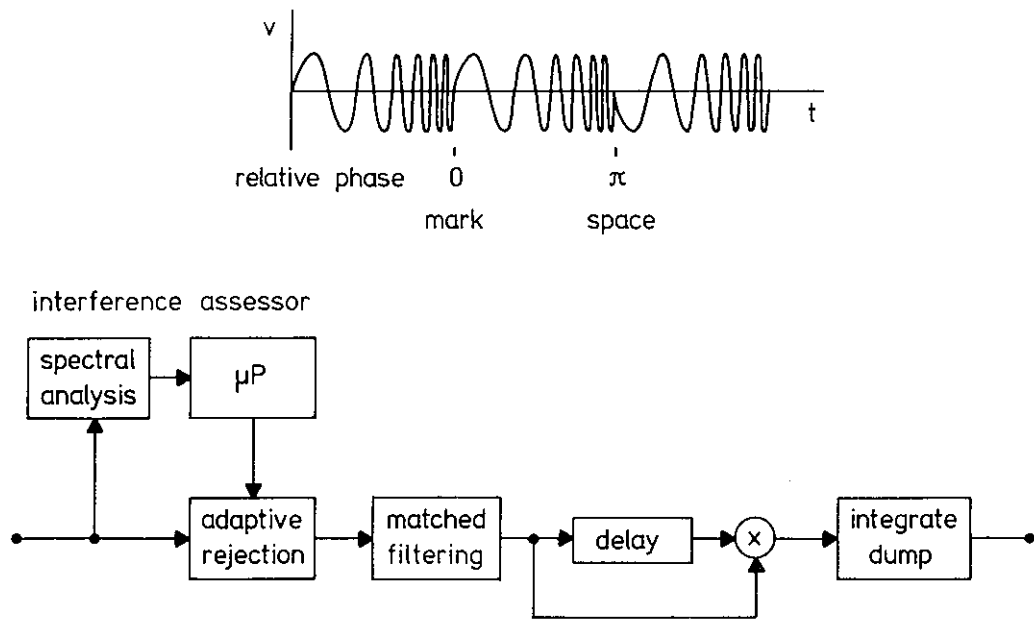 v
t
relative phase 0 π
mark space
interference assessor
spectral
analysis
μP
adaptive
rejection
matched
filtering
delay
x
integrate
dump